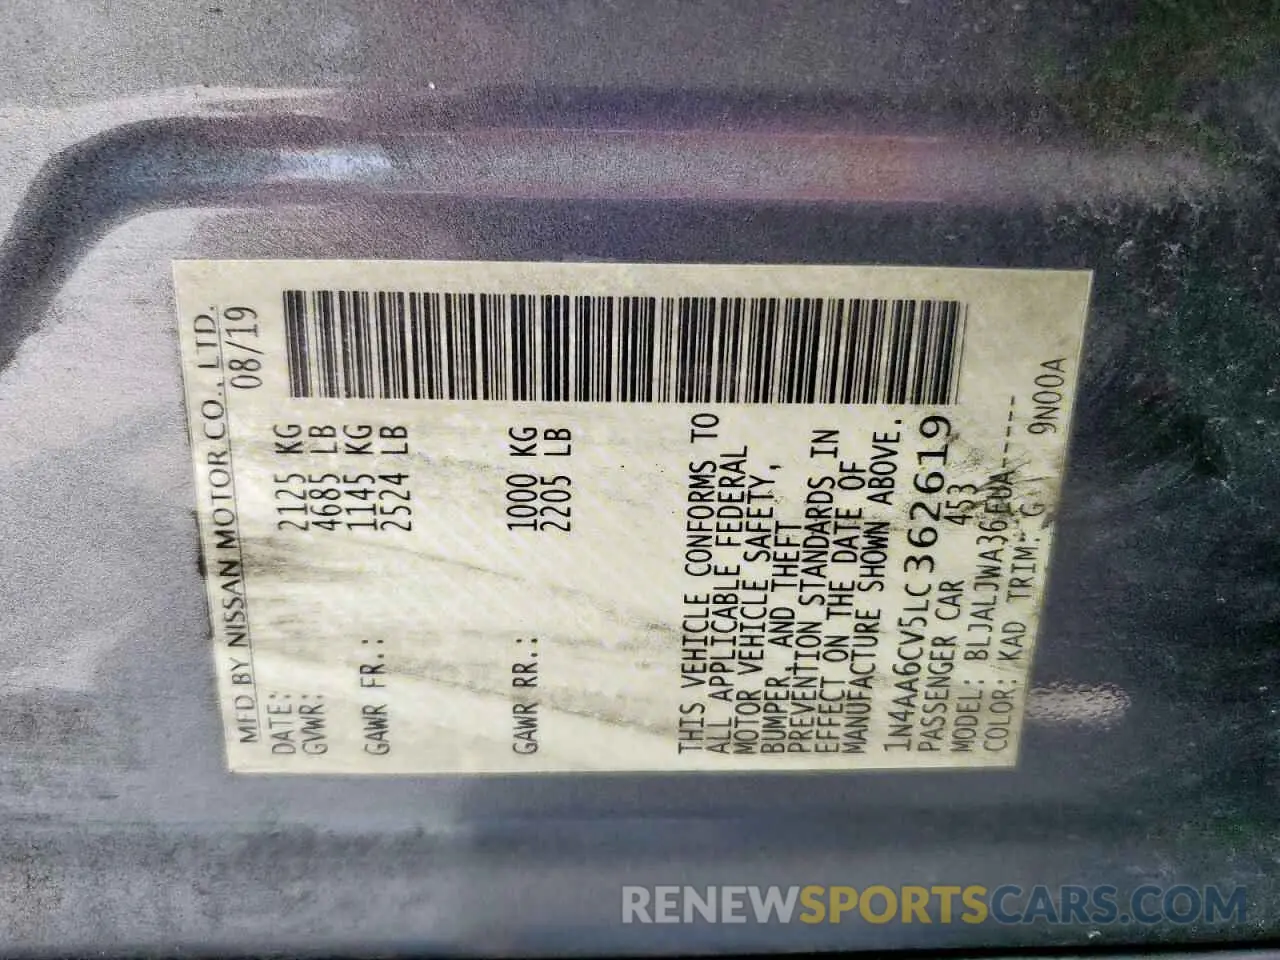 MFD BY NISSAN MOTOR CO., LTD.
DATE: 08/19
GVWR: 2125 KG
4685 LB
GAWR FR.: 1145 KG
2524 LB
GAWR RR.: 1000 KG
2205 LB
THIS VEHICLE CONFORMS TO
ALL APPLICABLE FEDERAL
MOTOR VEHICLE SAFETY,
BUMPER, AND THEFT
PREVENTION STANDARDS IN
EFFECT ON THE DATE OF
MANUFACTURE SHOWN ABOVE.
1N4AA6CV5LC362619
PASSENGER CAR 453
MODEL: BLJALJWA36EUA-----
COLOR: KAD TRIM: G 9N00A
RENEWSPORTSCARS.COM